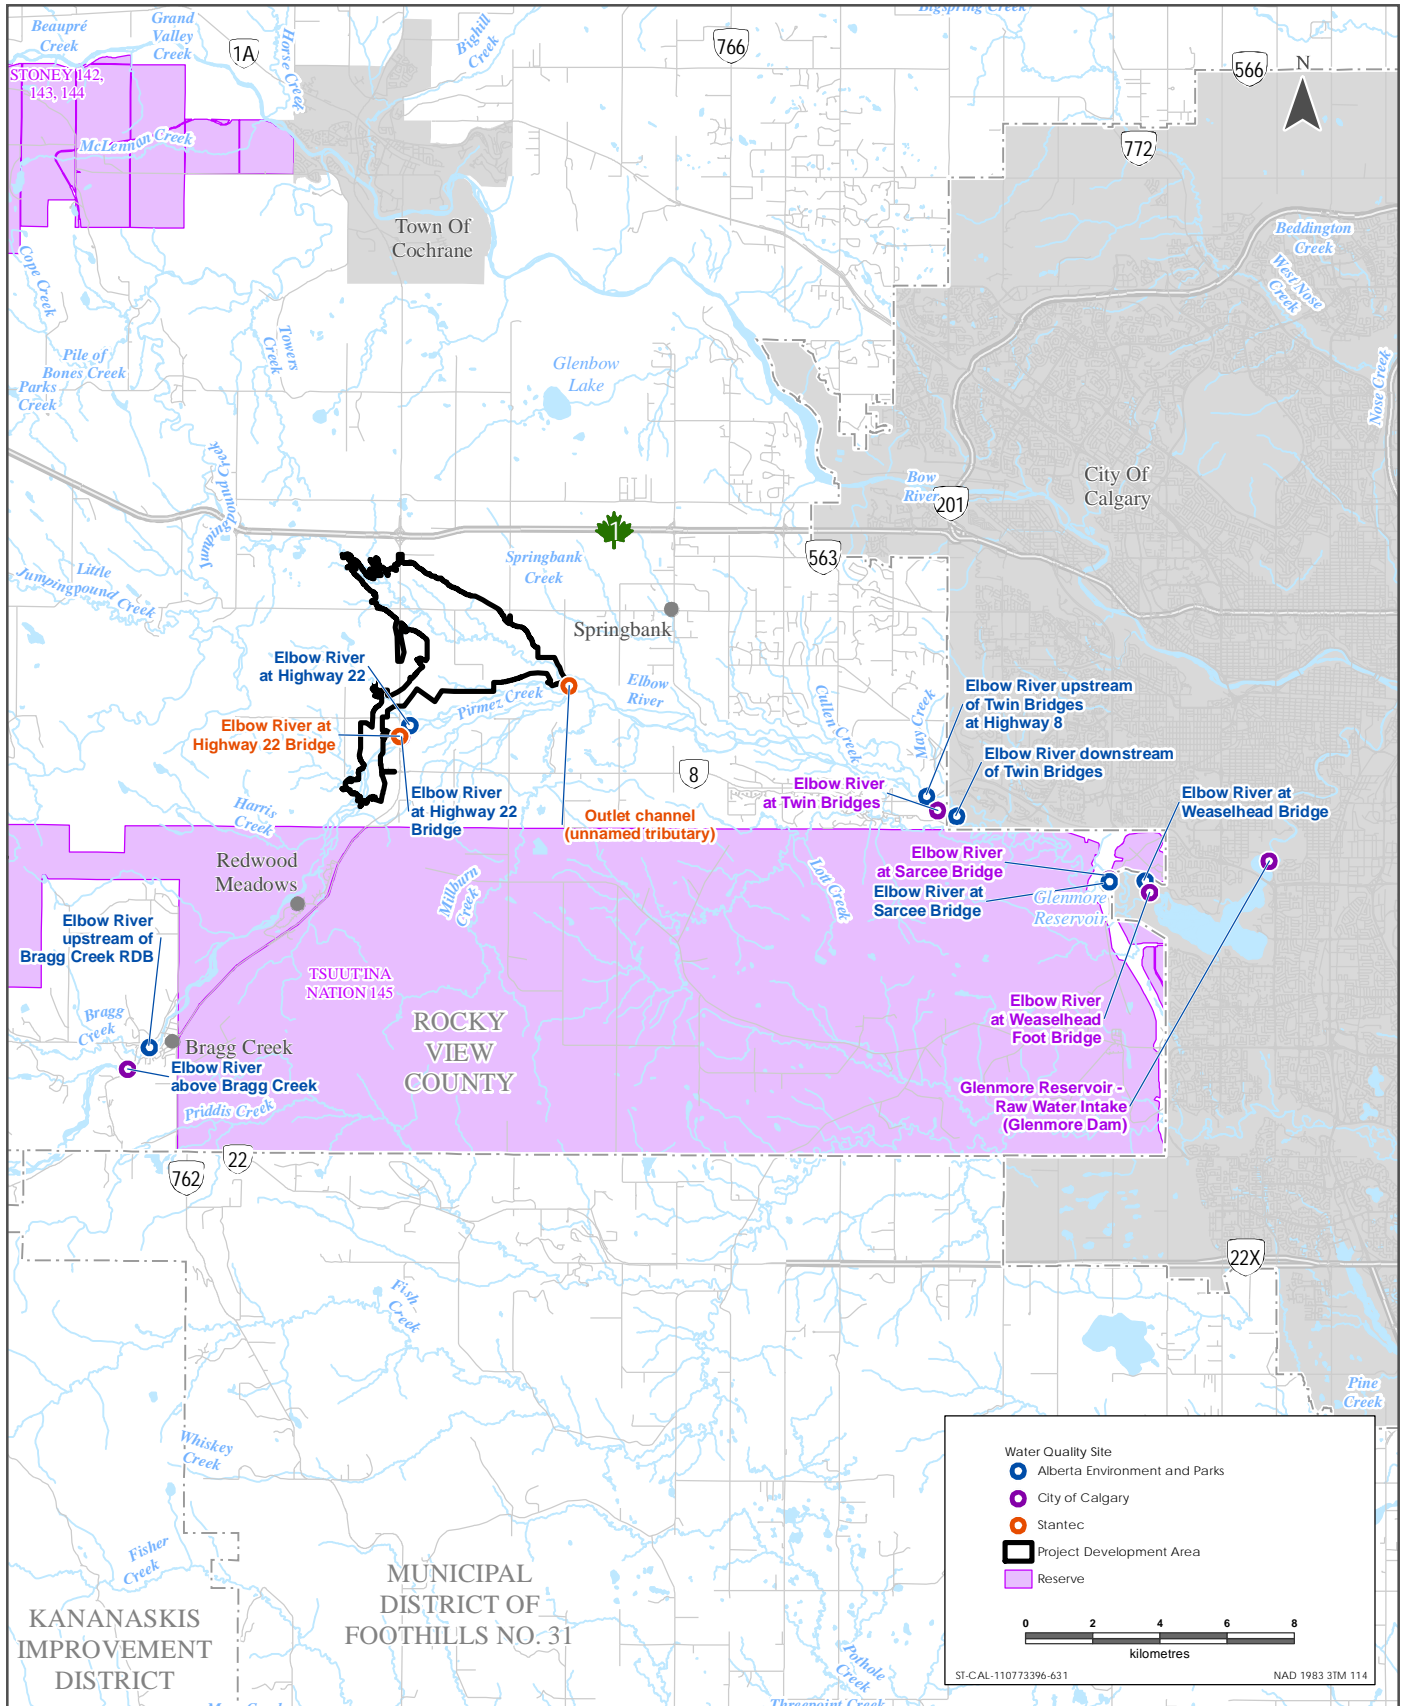 Beaupré
Creek
Grand
Valley
Creek
1A
Horse Creek
Bighill
Creek
766
Bigspring Creek
566
N
STONEY 142,
143, 144
McLennan Creek
772
Town Of
Cochrane
Beddington
Creek
West Nose
Creek
Cope Creek
Towers
Creek
Pile of
Bones Creek
Parks
Creek
Glenbow
Lake
Nose Creek
Jumpingpound Creek
City Of
Calgary
Bow
River
201
1
563
Springbank
Creek
Little
Jumpingpound Creek
Springbank
Elbow River
at Highway 22
Elbow
River
Pirmez Creek
Cullen Creek
May Creek
Elbow River upstream
of Twin Bridges
at Highway 8
Elbow River at
Highway 22 Bridge
Elbow River downstream
of Twin Bridges
8
Elbow River
at Twin Bridges
Elbow River at
Weaselhead Bridge
Harris
Creek
Elbow River
at Highway 22
Bridge
Outlet channel
(unnamed tributary)
Redwood
Meadows
Millburn
Creek
Lott Creek
Elbow River
at Sarcee Bridge
Elbow River at
Sarcee Bridge
Glenmore
Reservoir
Elbow River
upstream of
Bragg Creek RDB
TSUUT'INA
NATION 145
Bragg
Creek
ROCKY
VIEW
COUNTY
Elbow River
at Weaselhead
Foot Bridge
Bragg Creek
Elbow River
above Bragg Creek
Priddis Creek
Glenmore Reservoir -
Raw Water Intake
(Glenmore Dam)
22
762
22X
Fish
Creek
Pine
Creek
Whiskey
Creek
Fisher
Creek
MUNICIPAL
DISTRICT OF
FOOTHILLS NO. 31
KANANASKIS
IMPROVEMENT
DISTRICT
Pothole
Creek
Threepoint Creek
Water Quality Site
Alberta Environment and Parks
City of Calgary
Stantec
Project Development Area
Reserve
0 2 4 6 8
kilometres
ST-CAL-110773396-631
NAD 1983 3TM 114